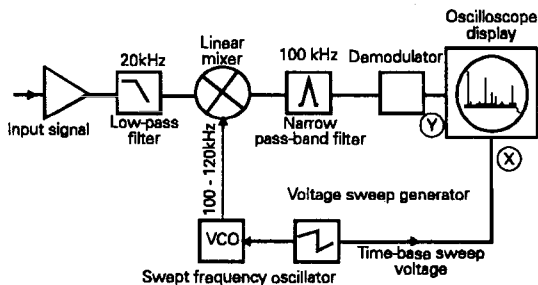 Oscilloscope
display
Linear
mixer
20kHz
100 kHz
Demodulator
Input signal
Low-pass
filter
Narrow
pass-band filter
Y
X
100 - 120kHz
Voltage sweep generator
VCO
Time-base sweep
voltage
Swept frequency oscillator